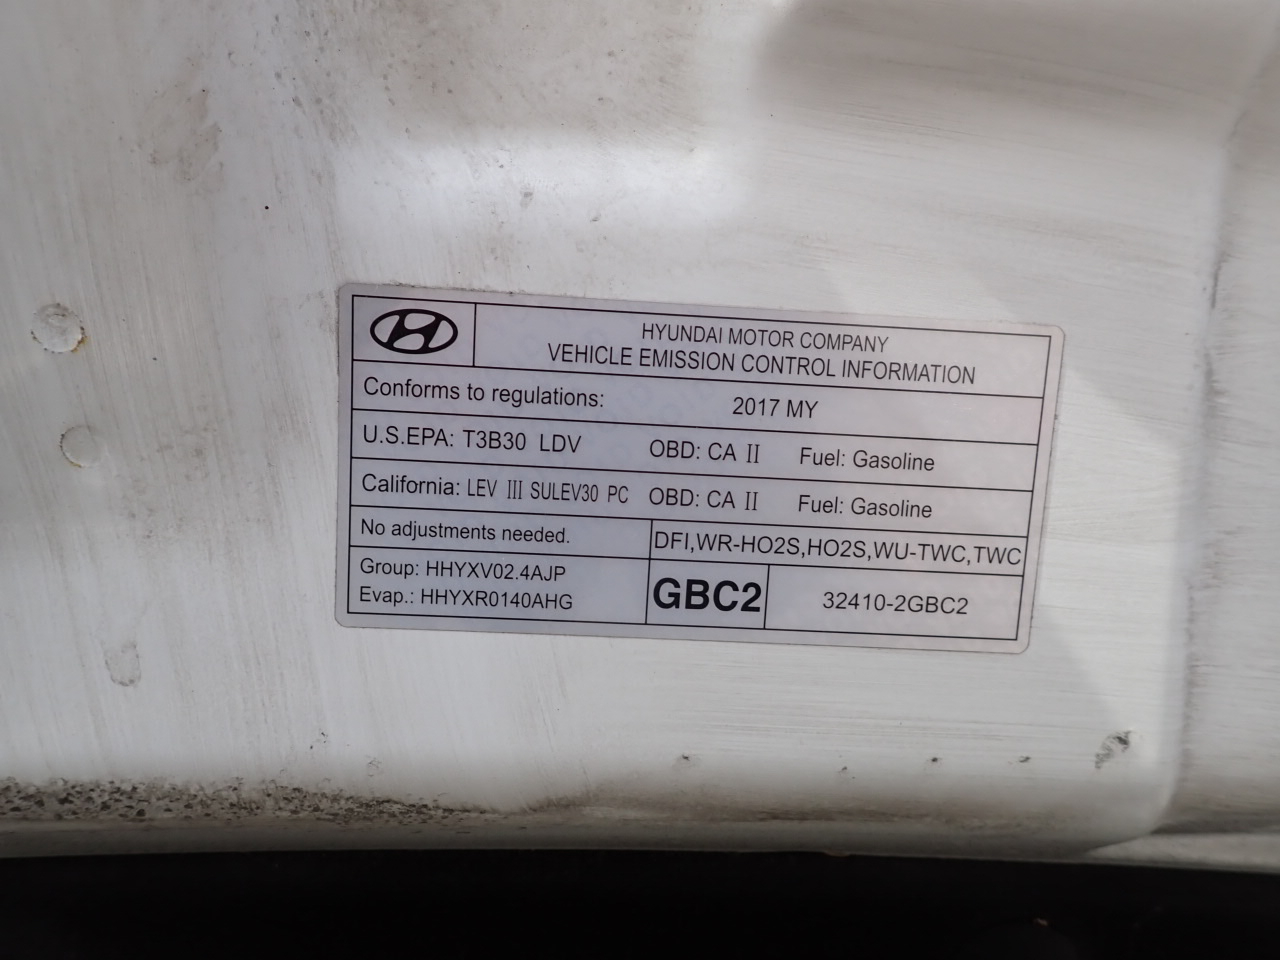 HYUNDAI MOTOR COMPANY
VEHICLE EMISSION CONTROL INFORMATION
Conforms to regulations: 2017 MY
U.S.EPA: T3B30 LDV OBD: CA II Fuel: Gasoline
California: LEV III SULEV30 PC OBD: CA II Fuel: Gasoline
No adjustments needed. DFI,WR-HO2S,HO2S,WU-TWC,TWC
Group: HHYXV02.4AJP
Evap.: HHYXR0140AHG
GBC2 32410-2GBC2